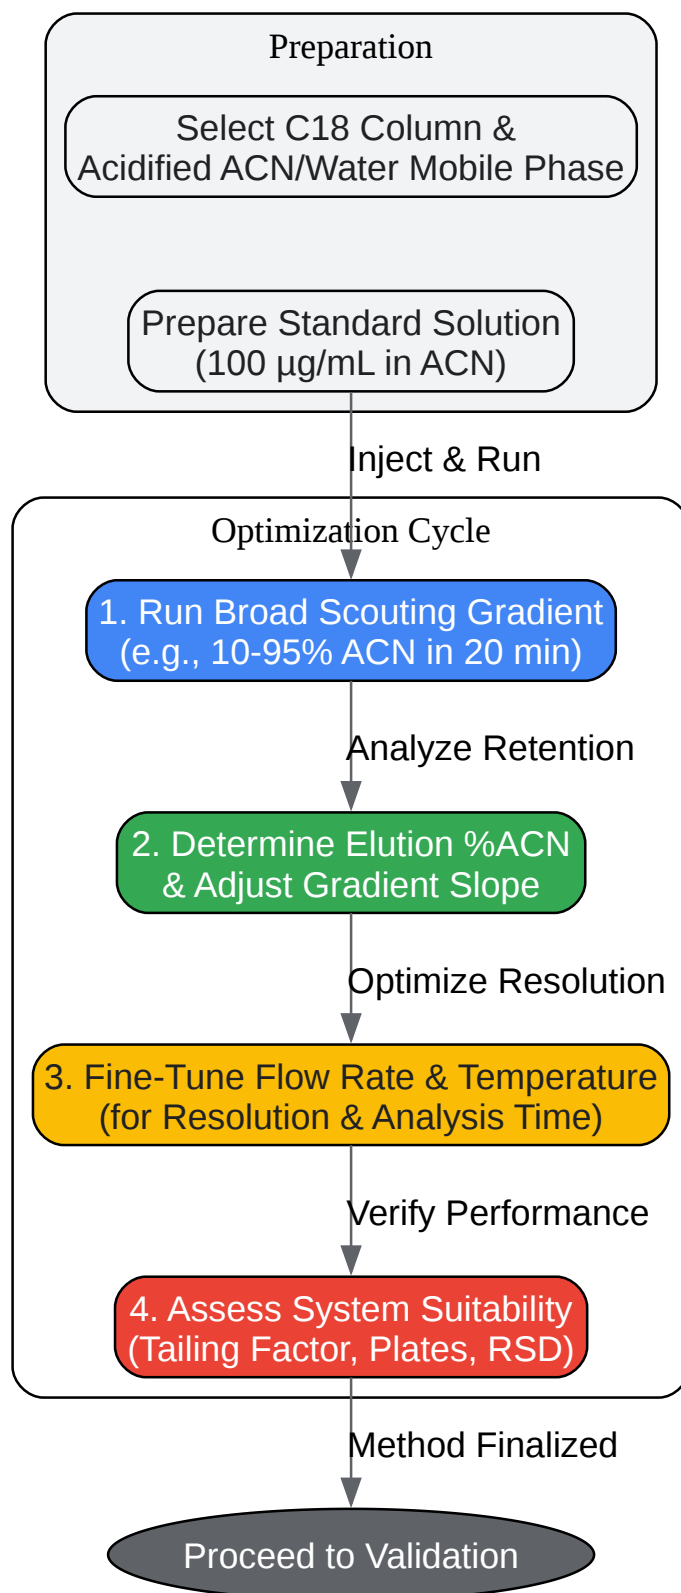 Preparation
Select C18 Column &
Acidified ACN/Water Mobile Phase
Prepare Standard Solution
(100 µg/mL in ACN)
Inject & Run
Optimization Cycle
1. Run Broad Scouting Gradient
(e.g., 10-95% ACN in 20 min)
Analyze Retention
2. Determine Elution %ACN
& Adjust Gradient Slope
Optimize Resolution
3. Fine-Tune Flow Rate & Temperature
(for Resolution & Analysis Time)
Verify Performance
4. Assess System Suitability
(Tailing Factor, Plates, RSD)
Method Finalized
Proceed to Validation